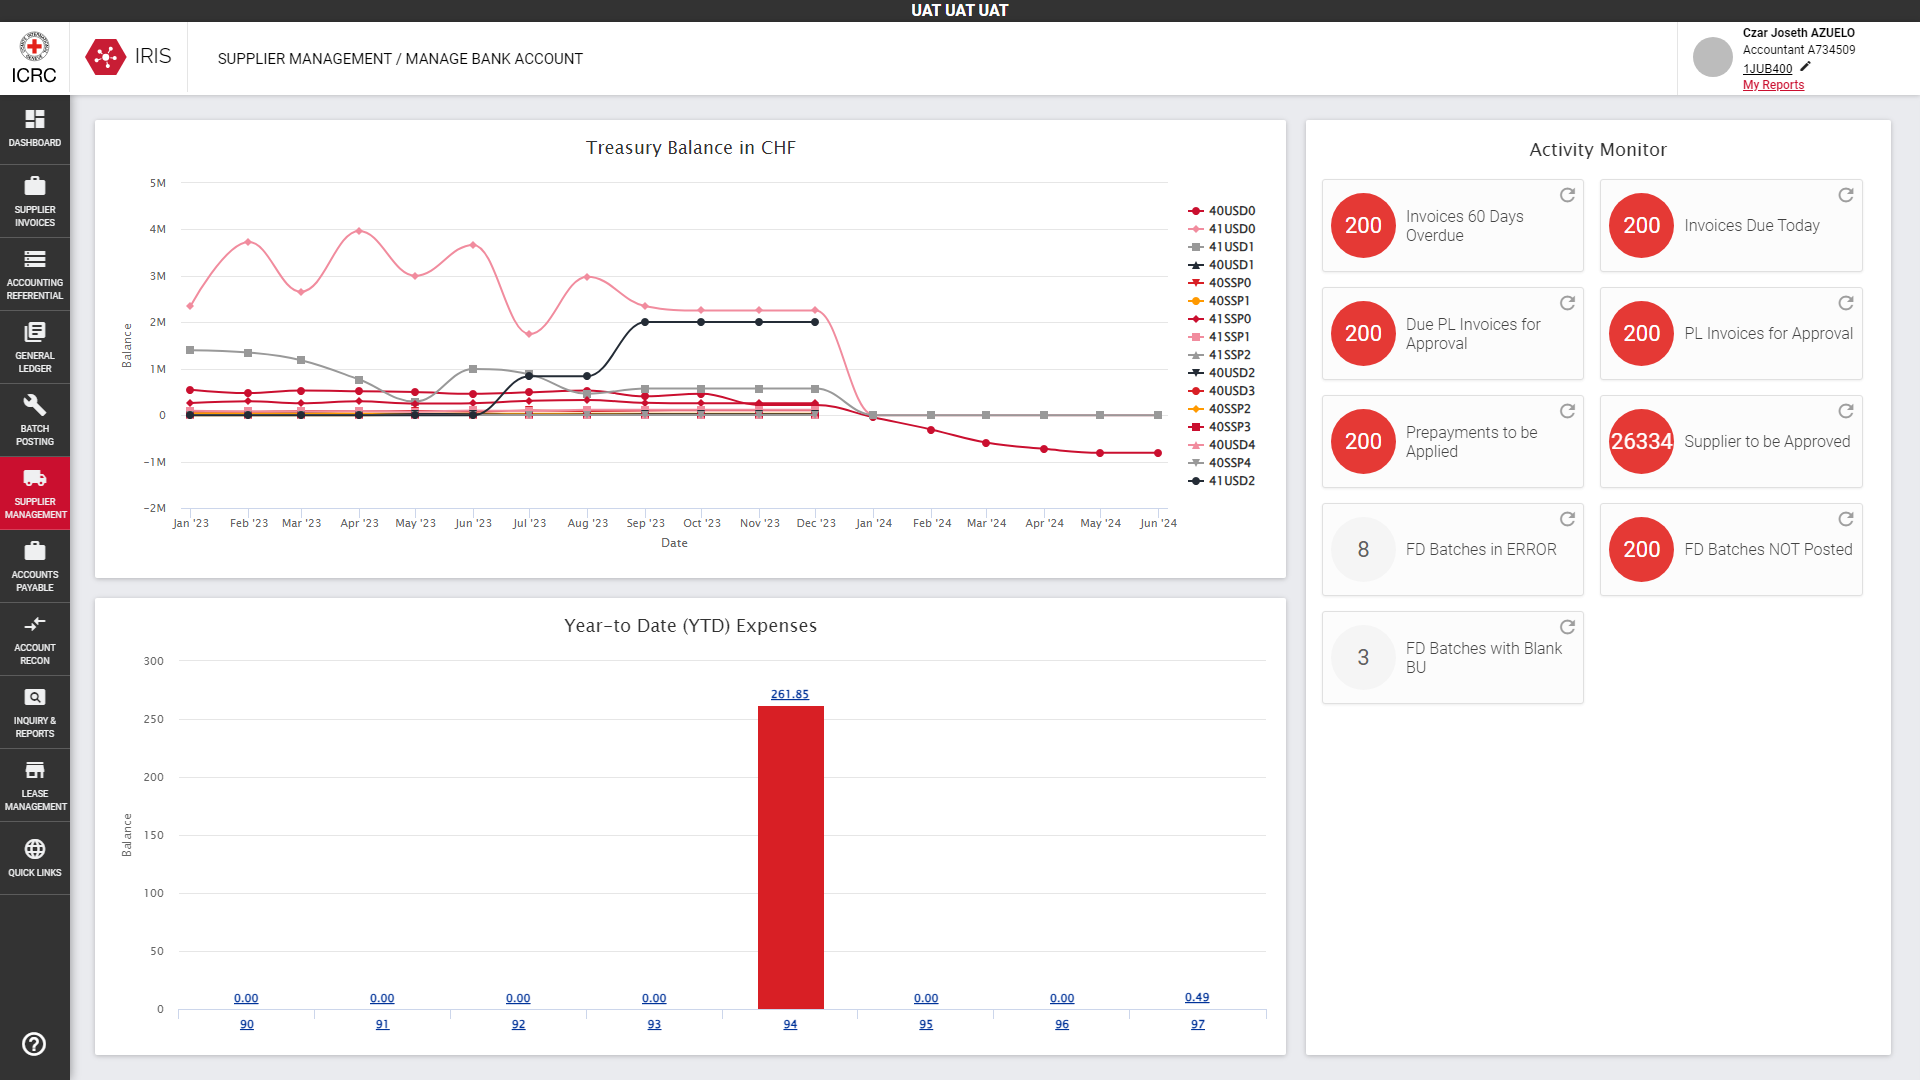 UAT UAT UAT
ICRC
IRIS
SUPPLIER MANAGEMENT / MANAGE BANK ACCOUNT
Czar Joseth AZUELO
Accountant A734509
1JUB400
My Reports
DASHBOARD
SUPPLIER
INVOICES
ACCOUNTING
REFERENTIAL
GENERAL
LEDGER
BATCH
POSTING
SUPPLIER
MANAGEMENT
ACCOUNTS
PAYABLE
ACCOUNT
RECON
INQUIRY &
REPORTS
LEASE
MANAGEMENT
QUICK LINKS
Treasury Balance in CHF
Balance
5M
4M
3M
2M
1M
0
-1M
-2M
Jan '23
Feb '23
Mar '23
Apr '23
May '23
Jun '23
Jul '23
Aug '23
Sep '23
Oct '23
Nov '23
Dec '23
Jan '24
Feb '24
Mar '24
Apr '24
May '24
Jun '24
Date
40USD0
41USD0
41USD1
40USD1
40SSP0
40SSP1
41SSP0
41SSP1
41SSP2
40USD2
40USD3
40SSP2
40SSP3
40USD4
40SSP4
41USD2
Year-to Date (YTD) Expenses
Balance
300
250
200
150
100
50
0
0.00
0.00
0.00
0.00
261.85
0.00
0.00
0.49
90
91
92
93
94
95
96
97
Activity Monitor
200
Invoices 60 Days
Overdue
200
Invoices Due Today
200
Due PL Invoices for
Approval
200
PL Invoices for Approval
200
Prepayments to be
Applied
26334
Supplier to be Approved
8
FD Batches in ERROR
200
FD Batches NOT Posted
3
FD Batches with Blank
BU